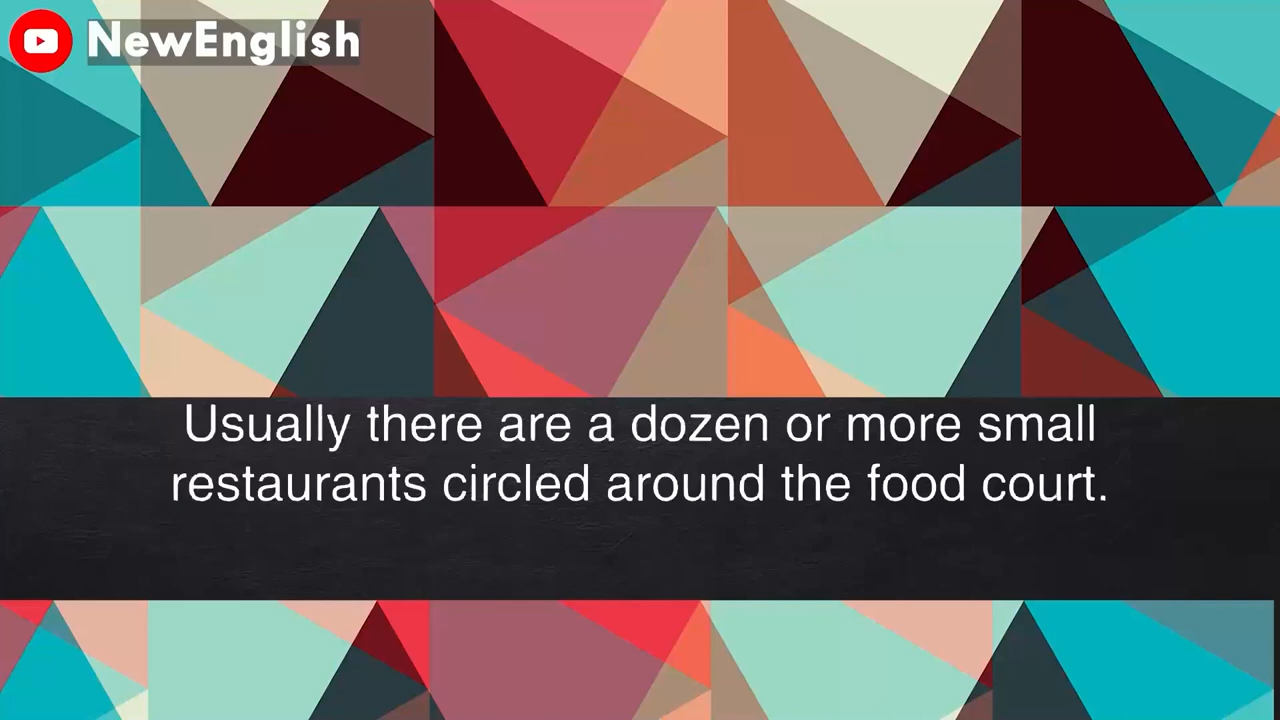 NewEnglish
Usually there are a dozen or more small
restaurants circled around the food court.